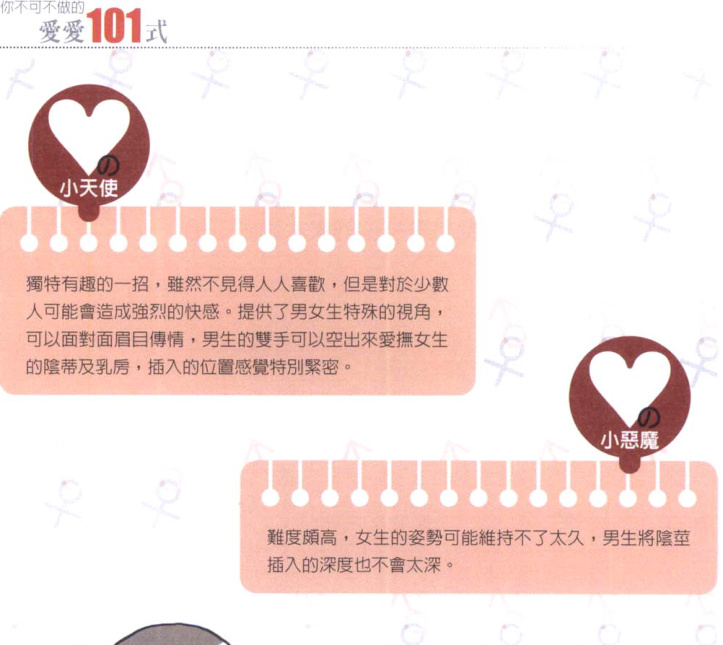 你不可不做的
愛愛101式
の
小天使
獨特有趣的一招，雖然不見得人人喜歡，但是對於少數
人可能會造成強烈的快感。提供了男女生特殊的視角，
可以面對面眉目傳情，男生的雙手可以空出來愛撫女生
的陰蒂及乳房，插入的位置感覺特別緊密。
の
小惡魔
難度頗高，女生的姿勢可能維持不了太久，男生將陰莖
插入的深度也不會太深。